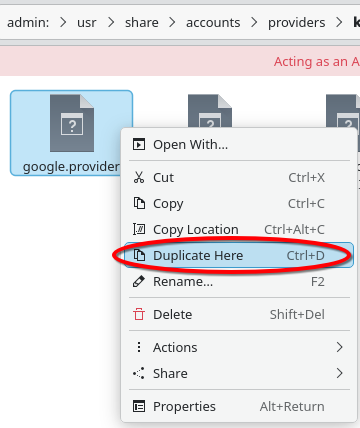 admin: > usr > share > accounts > providers > k
Acting as an A
google.provider
Open With...
Cut Ctrl+X
Copy Ctrl+C
Copy Location Ctrl+Alt+C
Duplicate Here Ctrl+D
Rename... F2
Delete Shift+Del
Actions
Share
Properties Alt+Return